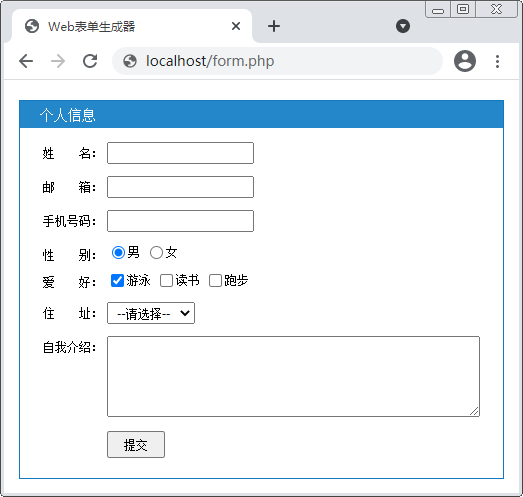 Web表单生成器
localhost/form.php
个人信息
姓 名：
邮 箱：
手机号码：
性 别： 男 女
爱 好： 游泳 读书 跑步
住 址： --请选择--
自我介绍：
提交